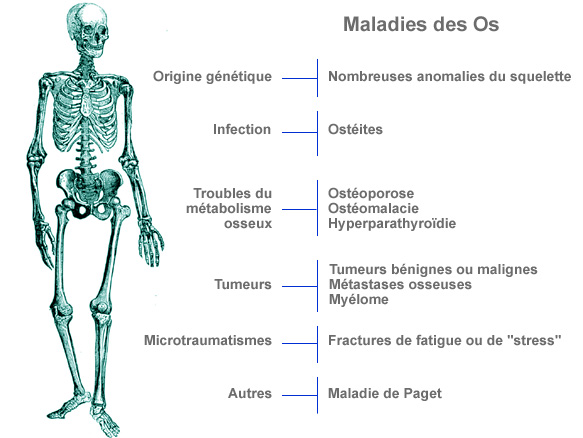 Maladies des Os
Origine génétique
Nombreuses anomalies du squelette
Infection
Ostéites
Troubles du
métabolisme
osseux
Ostéoporose
Ostéomalacie
Hyperparathyroïdie
Tumeurs
Tumeurs bénignes ou malignes
Métastases osseuses
Myélome
Microtraumatismes
Fractures de fatigue ou de "stress"
Autres
Maladie de Paget